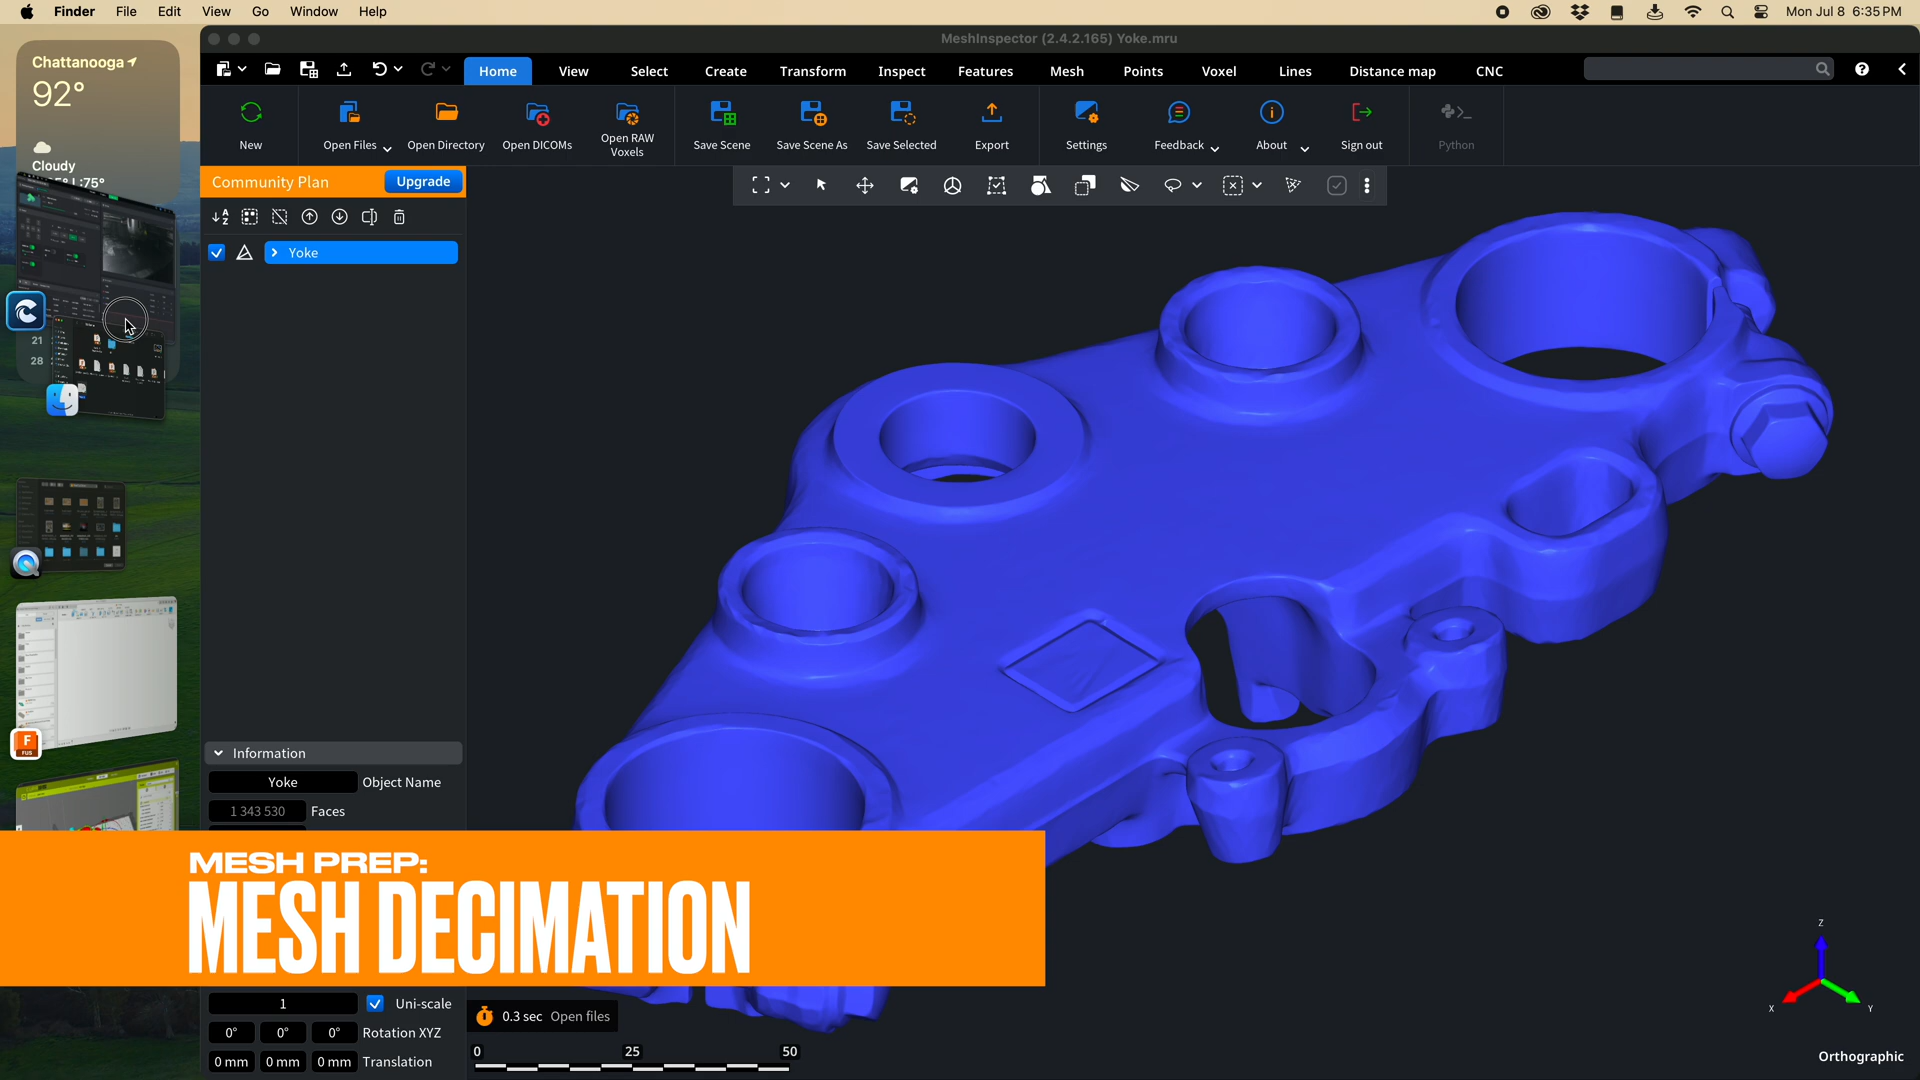 Finder File Edit View Go Window Help
Mon Jul 8 6:35 PM
MeshInspector (2.4.2.165) Yoke.mru
Chattanooga
92°
Cloudy
L:75°
21
28
Home View Select Create Transform Inspect Features Mesh Points Voxel Lines Distance map CNC
New Open Files Open Directory Open DICOMs Open RAW Voxels Save Scene Save Scene As Save Selected Export Settings Feedback About Sign out Python
Community Plan Upgrade
Yoke
Information
Yoke Object Name
1 343 530 Faces
MESH PREP:
MESH DECIMATION
1 Uni-scale
0° 0° 0° Rotation XYZ
0 mm 0 mm 0 mm Translation
0.3 sec Open files
0 25 50
Z
X Y
Orthographic
F
FUS